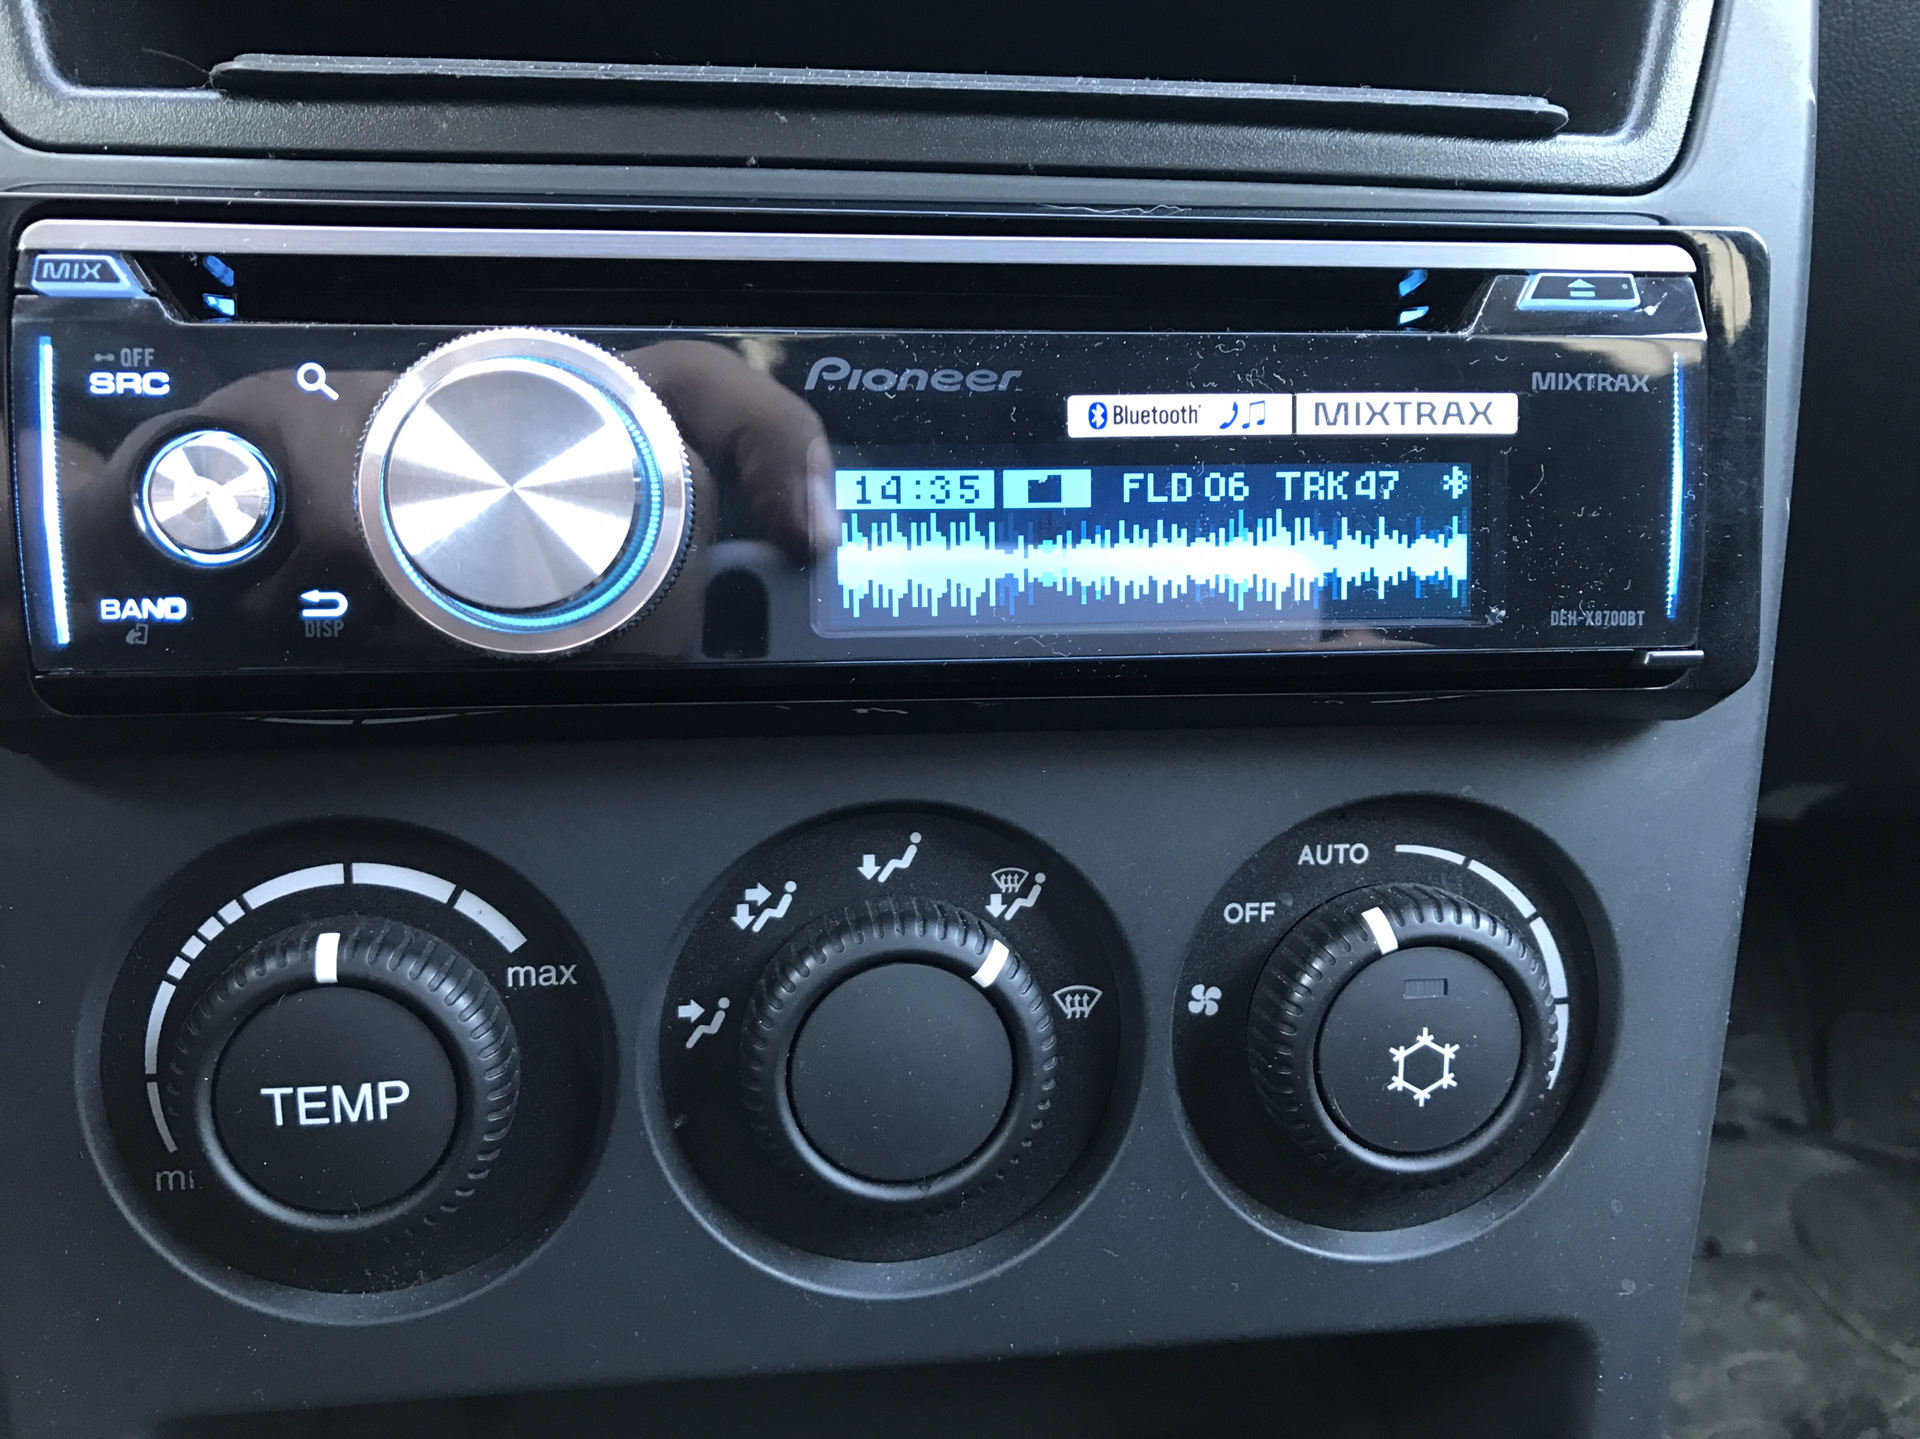 MIX
OFF
SRC
Pioneer
MIXTRAX
Bluetooth
MIXTRAX
14:35 FLD 06 TRK 47
BAND
DISP
DEH-X8700BT
AUTO
OFF
max
TEMP